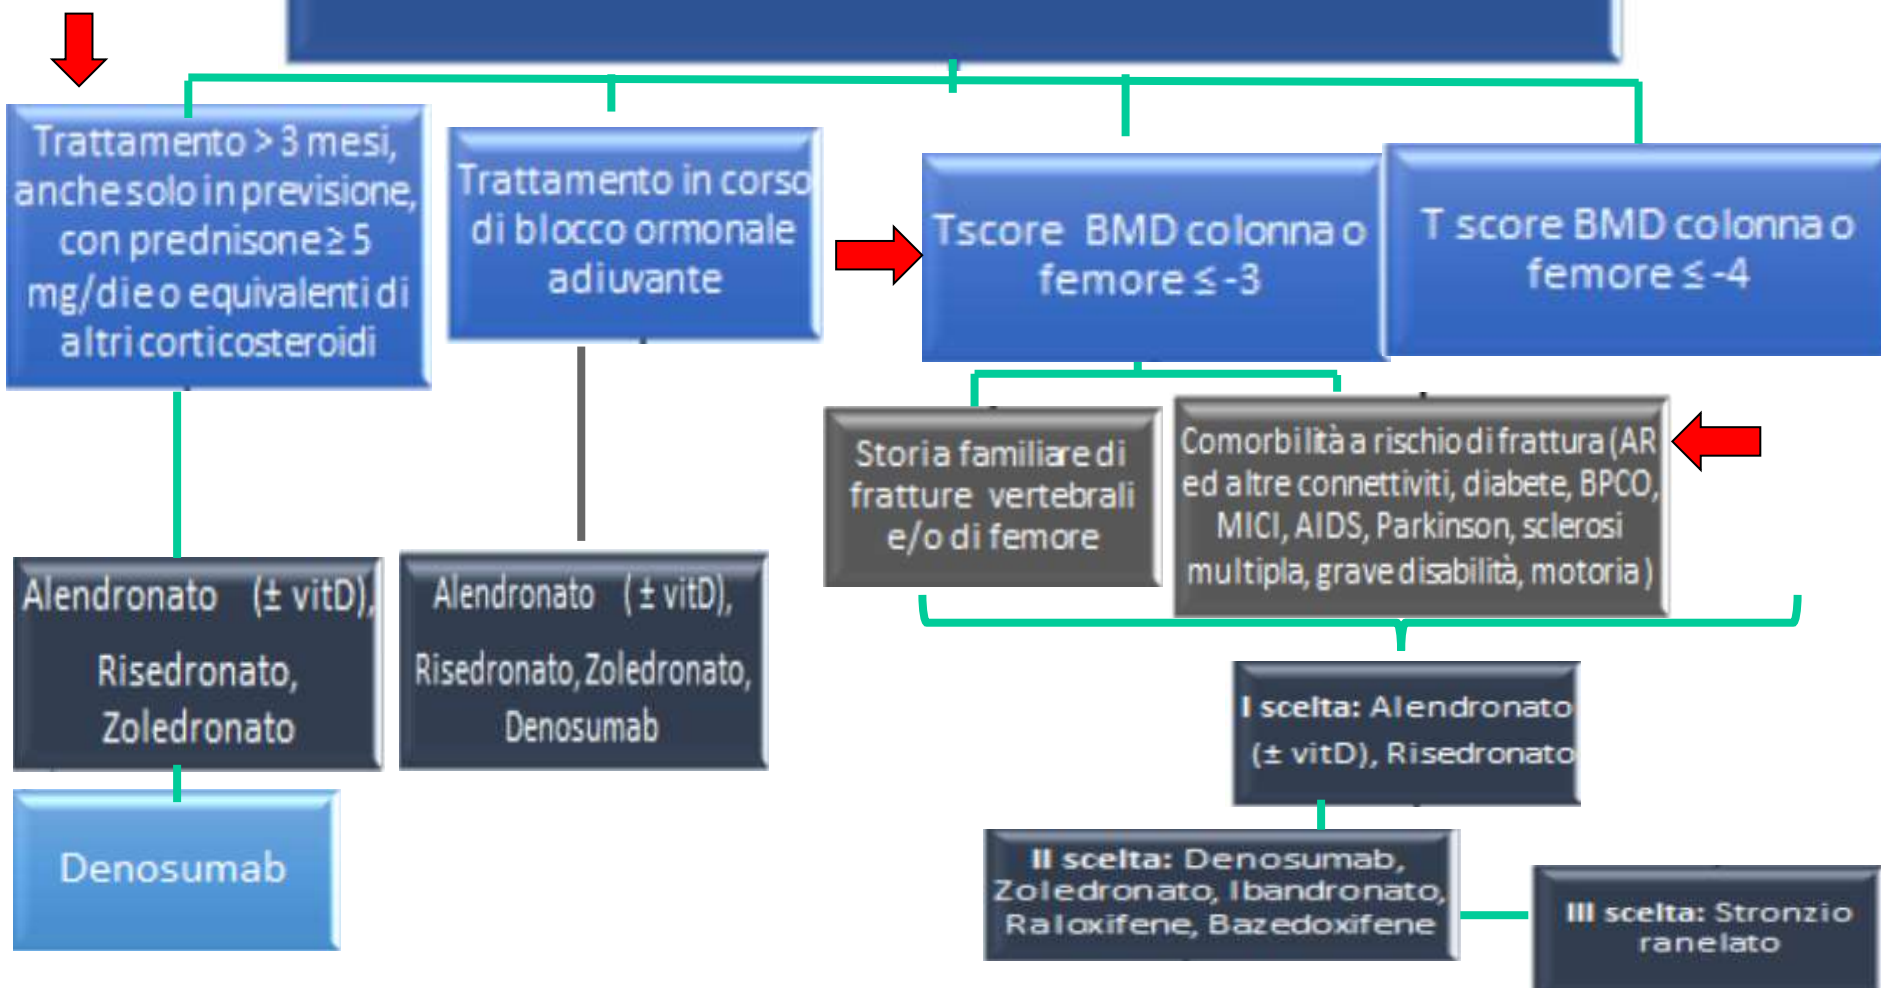 Trattamento > 3 mesi,
anche solo in previsione,
con prednisone ≥ 5
mg/die o equivalenti di
altri corticosteroidi
Trattamento in corso
di blocco ormonale
adiuvante
Tscore BMD colonna o
femore ≤ -3
T score BMD colonna o
femore ≤ -4
Storia familiare di
fratture vertebrali
e/o di femore
Comorbilità a rischio di frattura (AR
ed altre connettiviti, diabete, BPCO,
MICI, AIDS, Parkinson, sclerosi
multipla, grave disabilità, motoria )
Alendronato (± vitD),
Risedronato,
Zoledronato
Alendronato ( ± vitD),
Risedronato, Zoledronato,
Denosumab
I scelta: Alendronato
(± vitD), Risedronato
Denosumab
II scelta: Denosumab,
Zoledronato, Ibandronato,
Raloxifene, Bazedoxifene
III scelta: Stronzio
ranelato